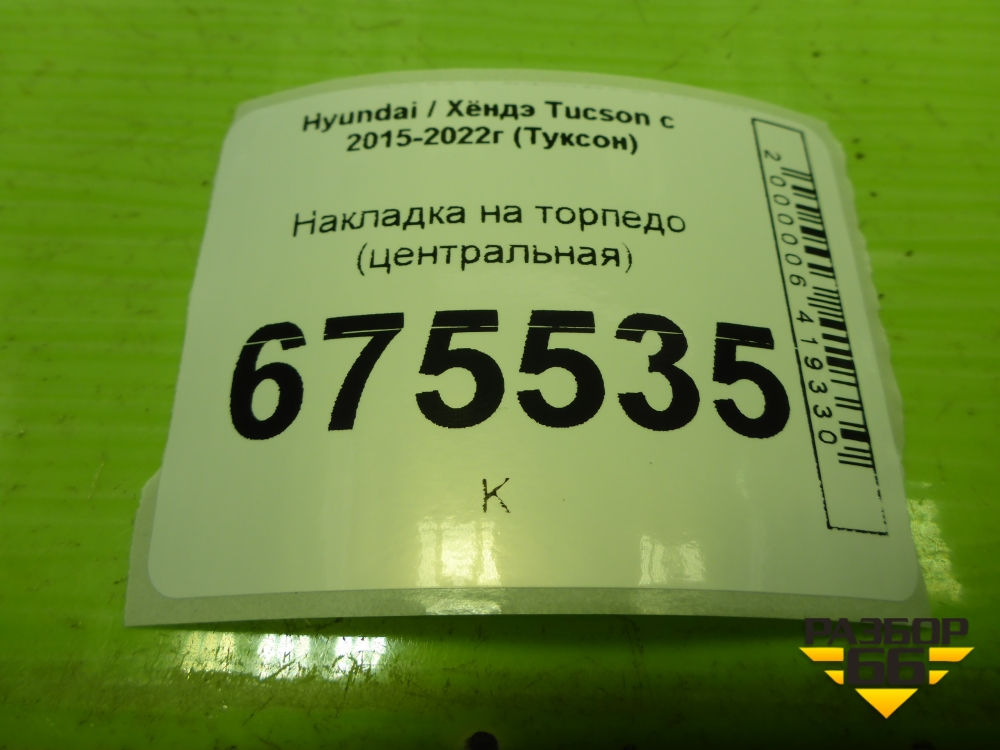 Hyundai / Хёндэ Tucson с
2015-2022г (Туксон)
Накладка на торпедо
(центральная)
675535
К
2000006419330
РАЗБОР
66